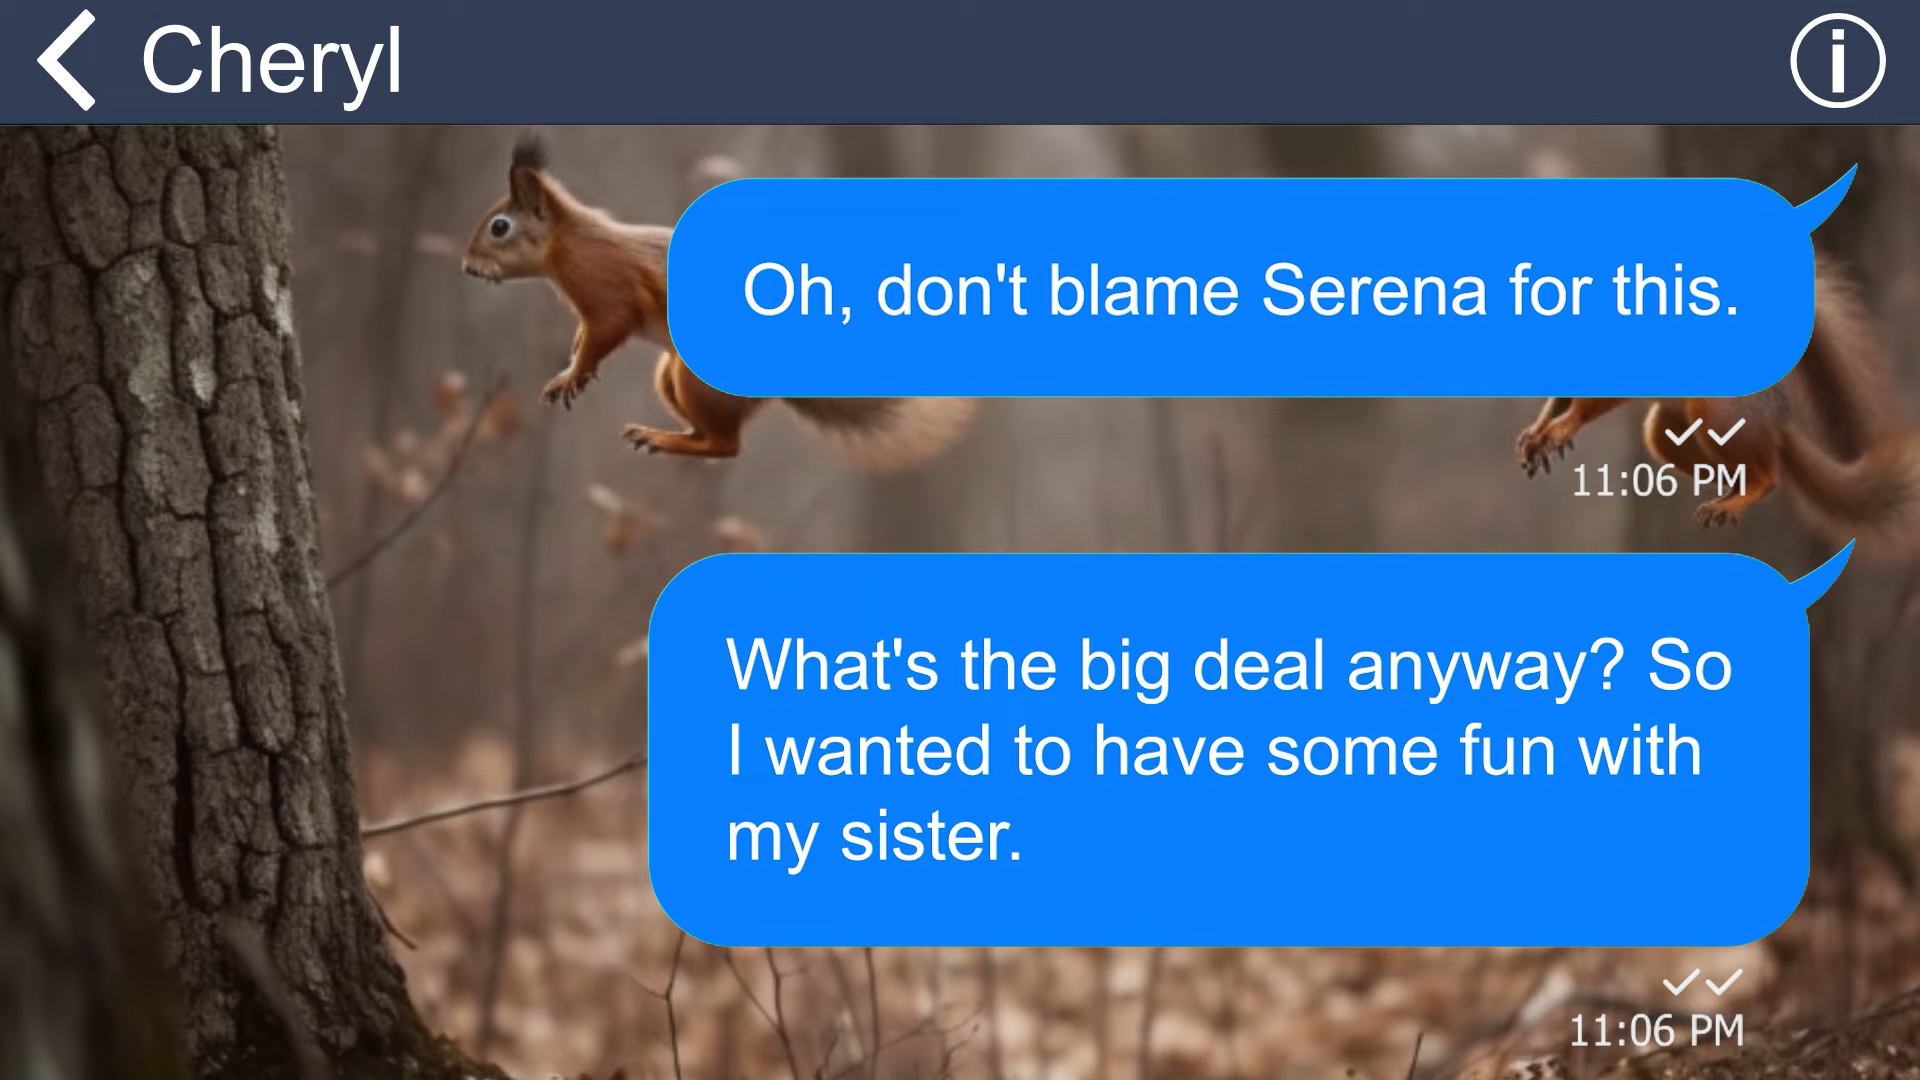 Cheryl
Oh, don't blame Serena for this.
11:06 PM
What's the big deal anyway? So
I wanted to have some fun with
my sister.
11:06 PM